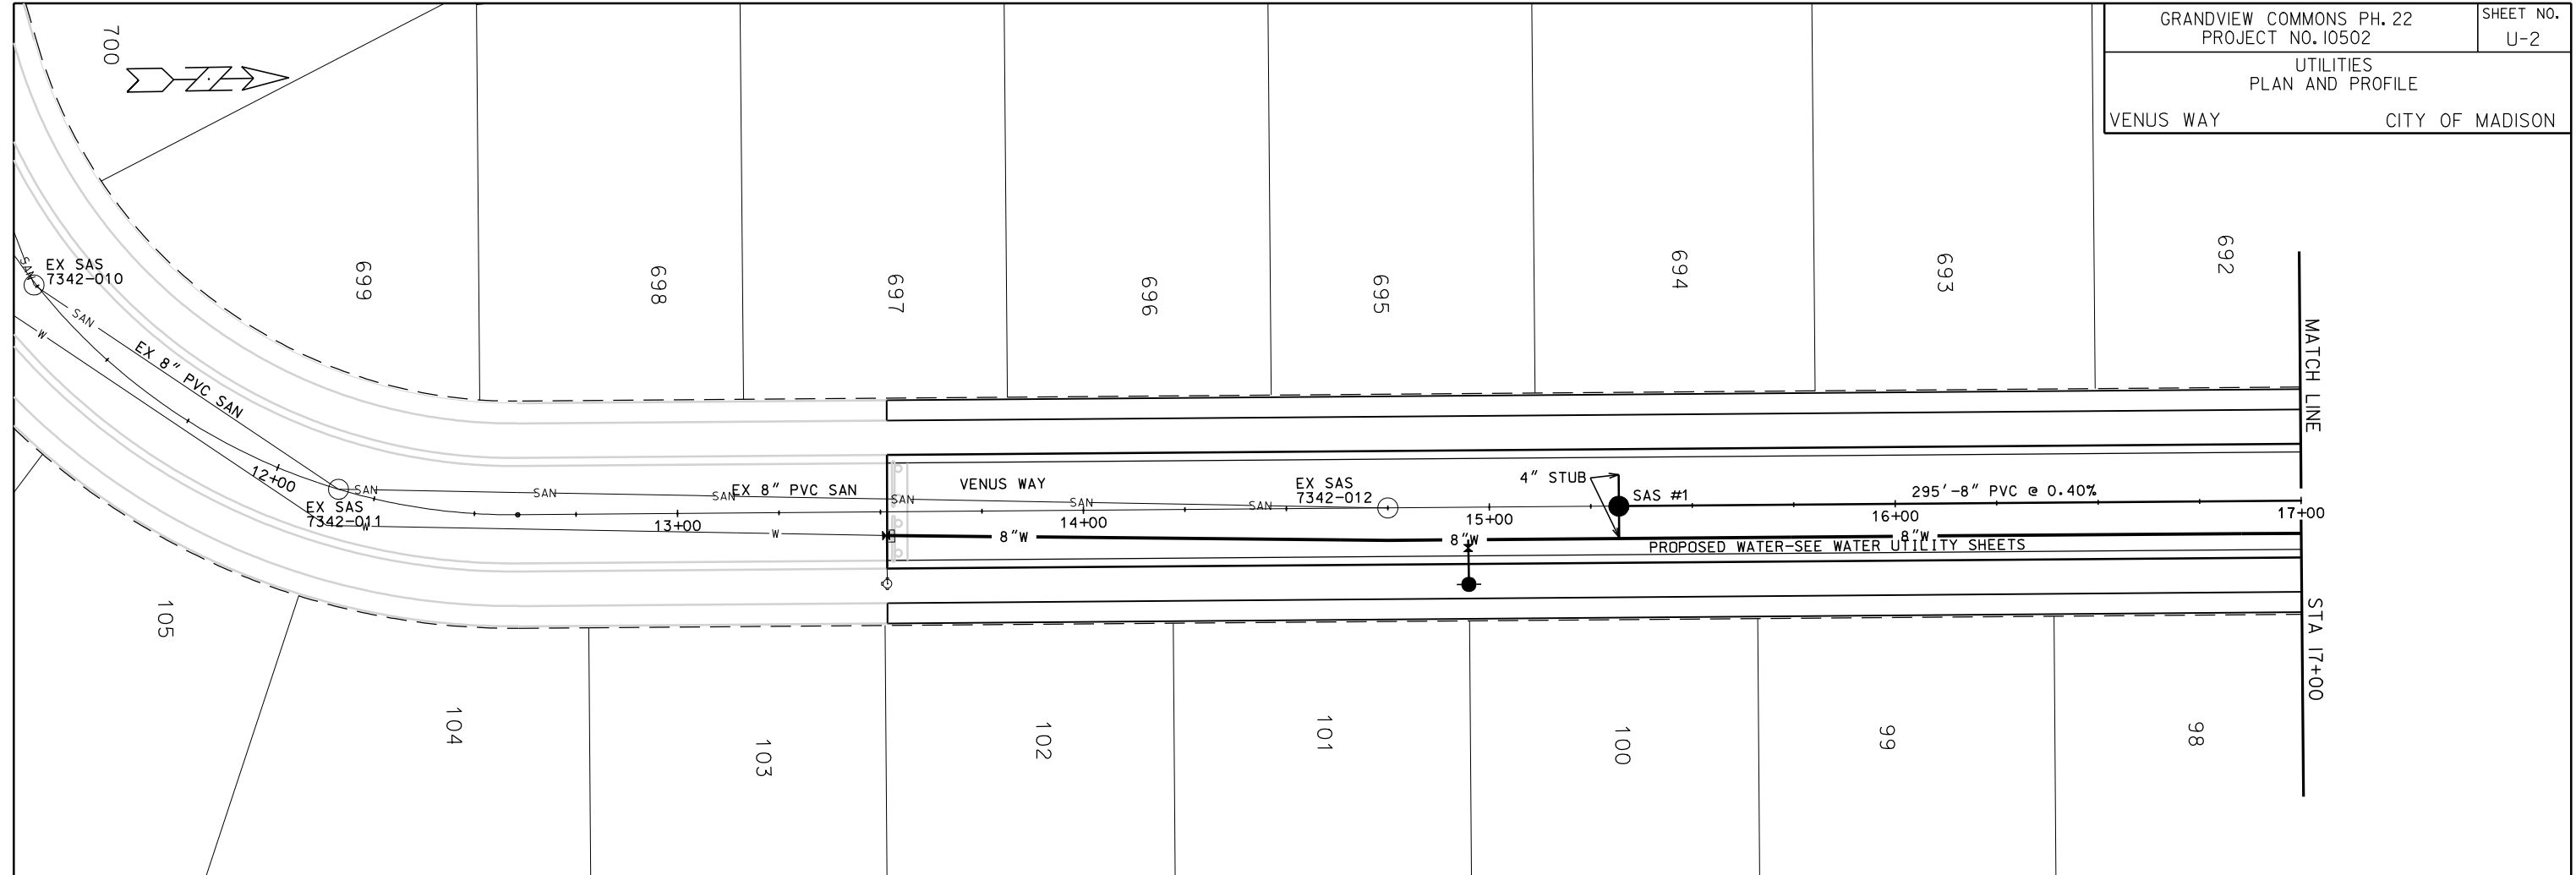 GRANDVIEW COMMONS PH. 22
PROJECT NO. 10502
SHEET NO.
U-2
UTILITIES
PLAN AND PROFILE
VENUS WAY
CITY OF MADISON
700
699
698
697
696
695
694
693
692
MATCH LINE
STA 17+00
SAN
EX SAS
7342-010
SAN
W
EX 8" PVC SAN
12+00
EX SAS
7342-011
SAN
SAN
SAN
EX 8" PVC SAN
SAN
VENUS WAY
SAN
SAN
EX SAS
7342-012
4" STUB
SAS #1
295'-8" PVC @ 0.40%
W
13+00
W
14+00
15+00
16+00
17+00
8"W
8"W
8"W
PROPOSED WATER-SEE WATER UTILITY SHEETS
105
104
103
102
101
100
99
98